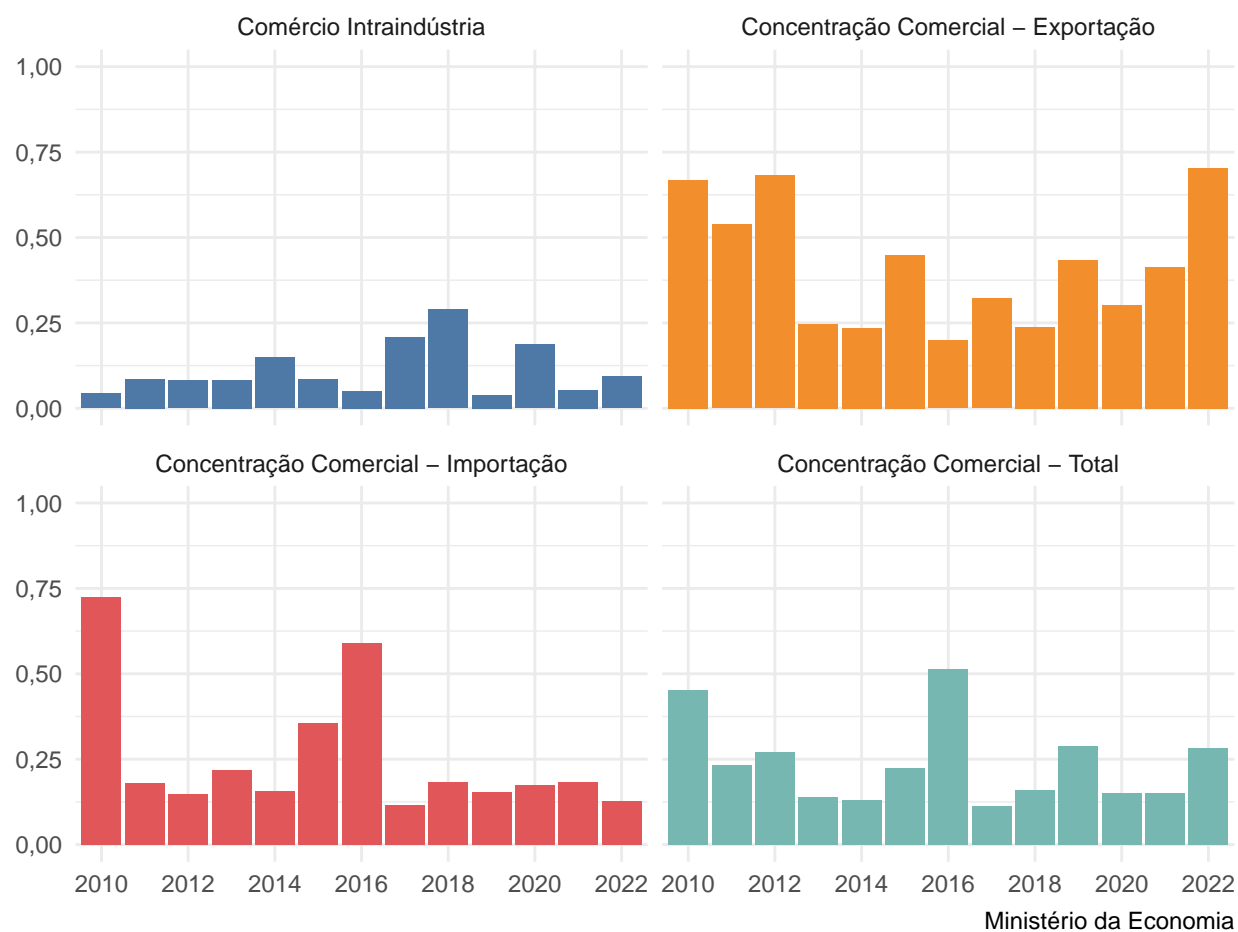 Comércio Intraindústria
Concentração Comercial – Exportação
1,00
0,75
0,50
0,25
0,00
Concentração Comercial – Importação
Concentração Comercial – Total
1,00
0,75
0,50
0,25
0,00
2010 2012 2014 2016 2018 2020 2022
2010 2012 2014 2016 2018 2020 2022
Ministério da Economia